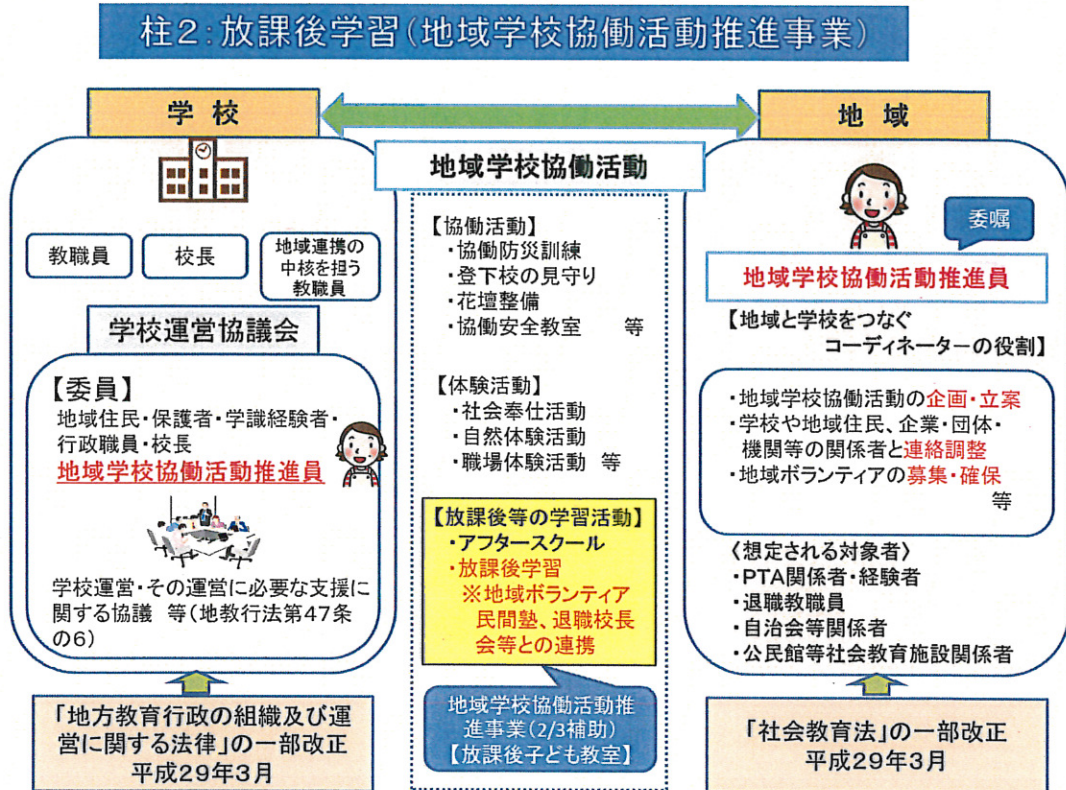 柱2:放課後学習(地域学校協働活動推進事業)
学 校
教職員
校長
地域連携の
中核を担う
教職員
学校運営協議会
【委員】
地域住民・保護者・学識経験者・
行政職員・校長
地域学校協働活動推進員
学校運営・その運営に必要な支援に
関する協議 等(地教行法第47条
の6)
「地方教育行政の組織及び運
営に関する法律」の一部改正
平成29年3月
地域学校協働活動
【協働活動】
・協働防災訓練
・登下校の見守り
・花壇整備
・協働安全教室 等
【体験活動】
・社会奉仕活動
・自然体験活動
・職場体験活動 等
【放課後等の学習活動】
・アフタースクール
・放課後学習
※地域ボランティア
民間塾、退職校長
会等との連携
地域学校協働活動推
進事業(2/3補助)
【放課後子ども教室】
地 域
委嘱
地域学校協働活動推進員
【地域と学校をつなぐ
コーディネーターの役割】
・地域学校協働活動の企画・立案
・学校や地域住民、企業・団体・
機関等の関係者と連絡調整
・地域ボランティアの募集・確保
等
〈想定される対象者〉
・PTA関係者・経験者
・退職教職員
・自治会等関係者
・公民館等社会教育施設関係者
「社会教育法」の一部改正
平成29年3月